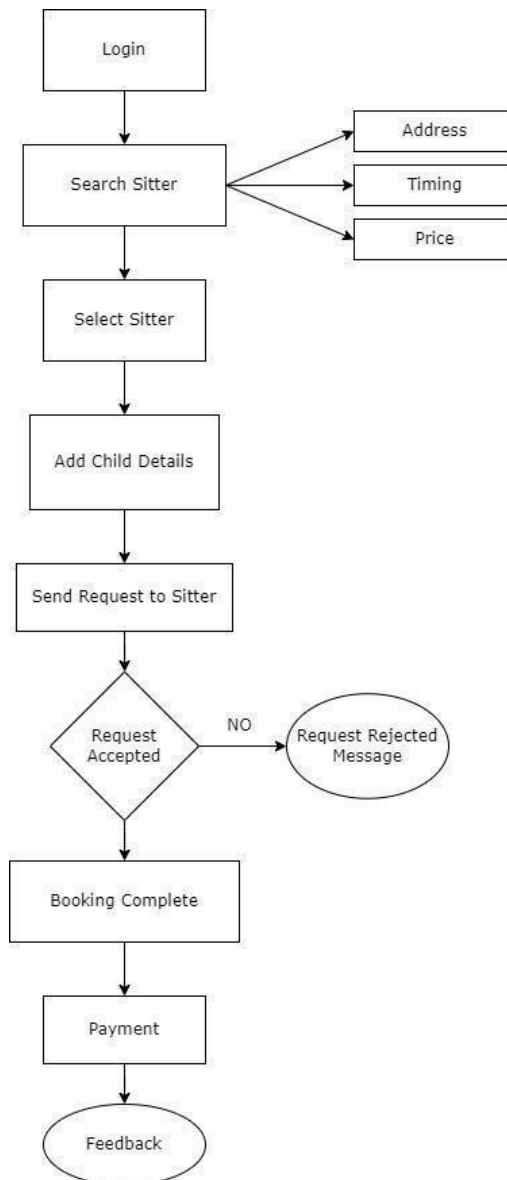 Login
Address
Search Sitter
Timing
Price
Select Sitter
Add Child Details
Send Request to Sitter
Request
Accepted
NO
Request Rejected
Message
Booking Complete
Payment
Feedback